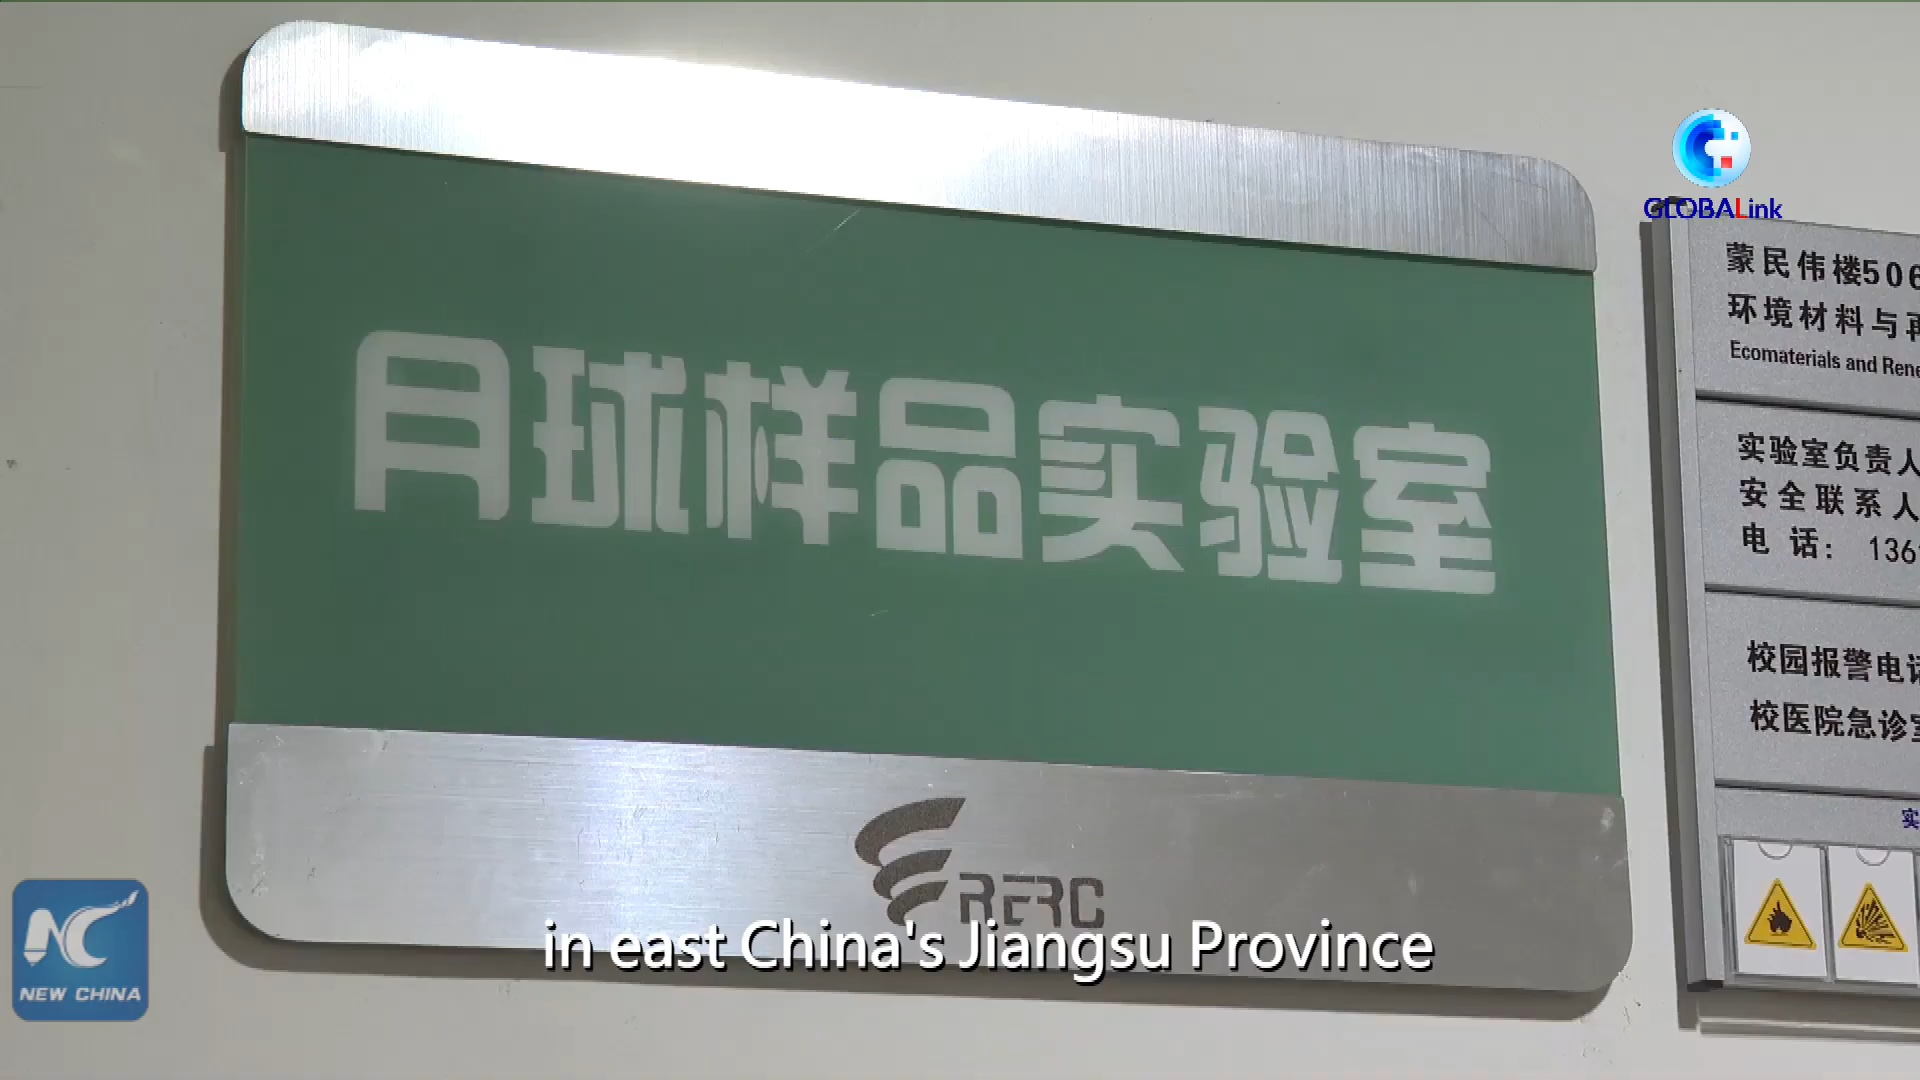 GLOBALink
月球样品实验室
ERERC
蒙民伟楼506
环境材料与再
Ecomaterials and Rene
实验室负责人
安全联系人
电 话: 136
校园报警电话
校医院急诊室
实
in east China's Jiangsu Province
NEW CHINA